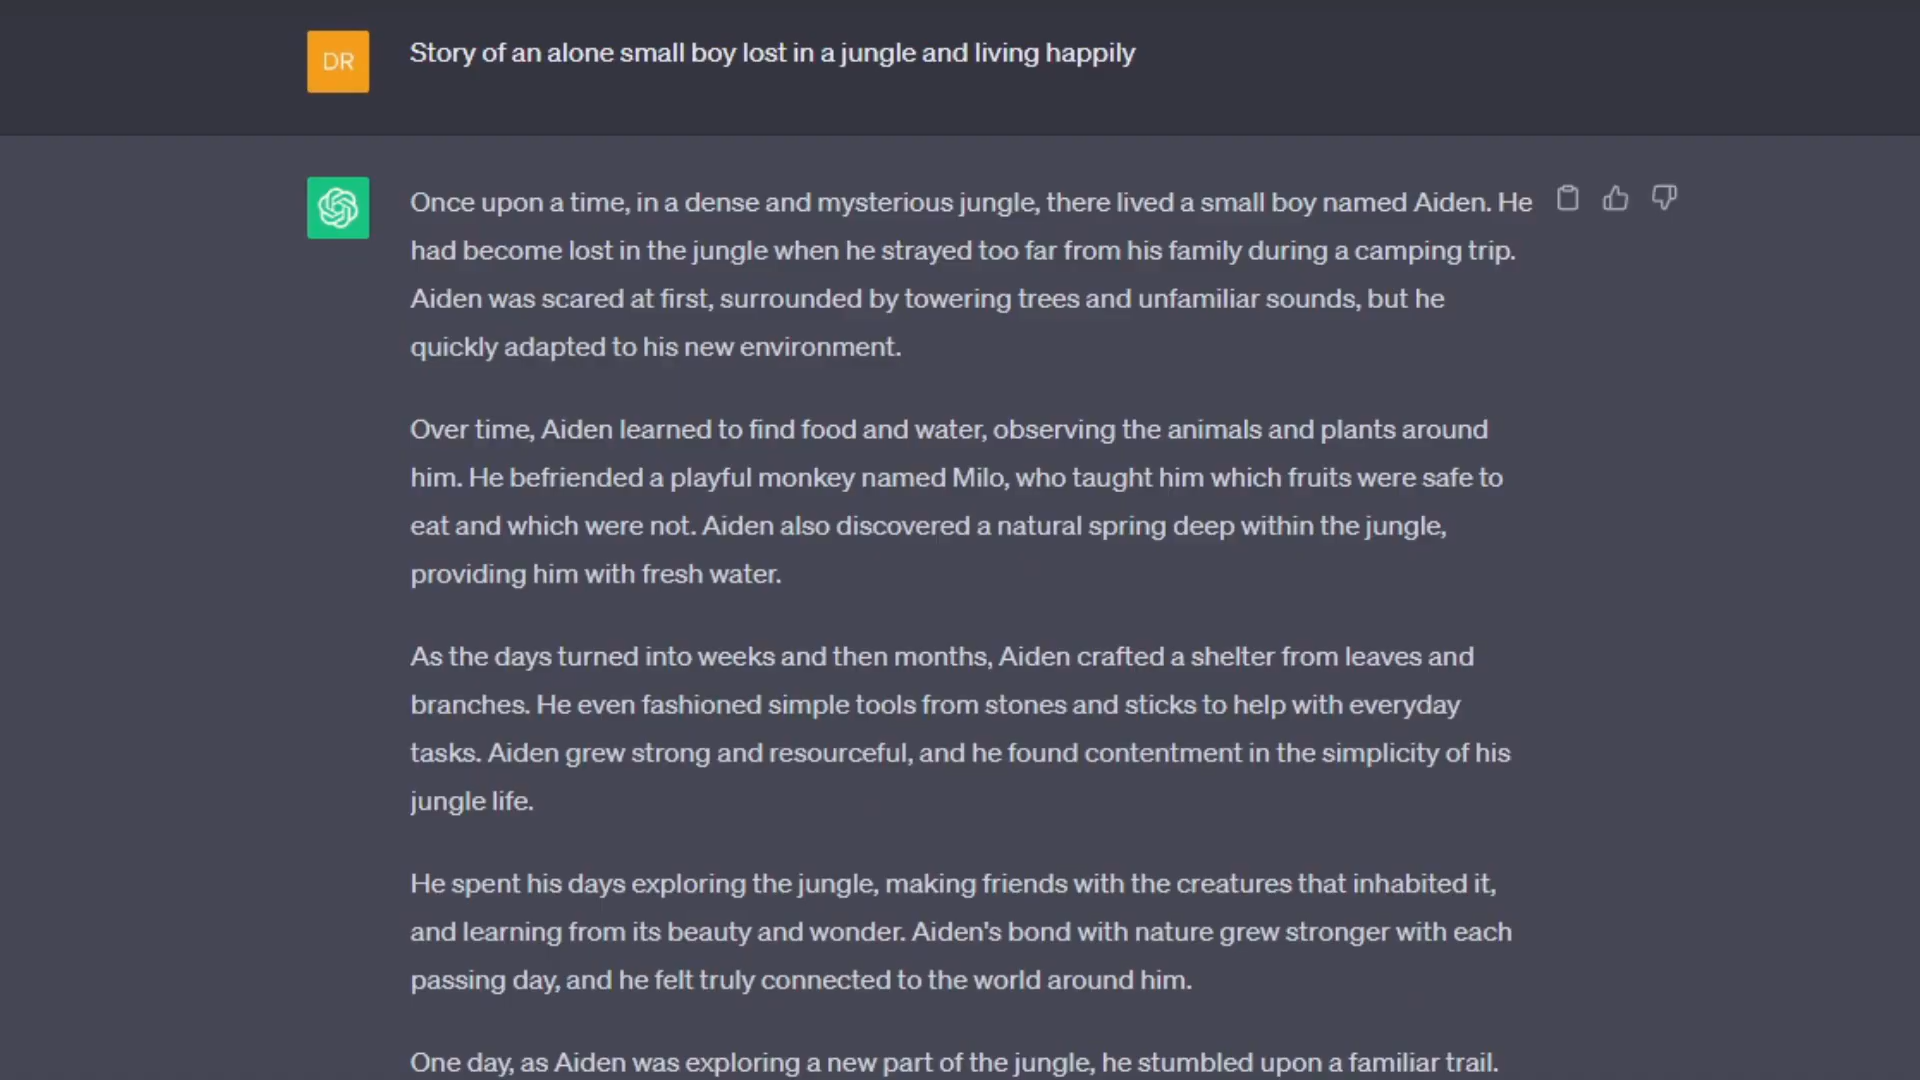 DR
Story of an alone small boy lost in a jungle and living happily
Once upon a time, in a dense and mysterious jungle, there lived a small boy named Aiden. He
had become lost in the jungle when he strayed too far from his family during a camping trip.
Aiden was scared at first, surrounded by towering trees and unfamiliar sounds, but he
quickly adapted to his new environment.
Over time, Aiden learned to find food and water, observing the animals and plants around
him. He befriended a playful monkey named Milo, who taught him which fruits were safe to
eat and which were not. Aiden also discovered a natural spring deep within the jungle,
providing him with fresh water.
As the days turned into weeks and then months, Aiden crafted a shelter from leaves and
branches. He even fashioned simple tools from stones and sticks to help with everyday
tasks. Aiden grew strong and resourceful, and he found contentment in the simplicity of his
jungle life.
He spent his days exploring the jungle, making friends with the creatures that inhabited it,
and learning from its beauty and wonder. Aiden's bond with nature grew stronger with each
passing day, and he felt truly connected to the world around him.
One day, as Aiden was exploring a new part of the jungle, he stumbled upon a familiar trail.